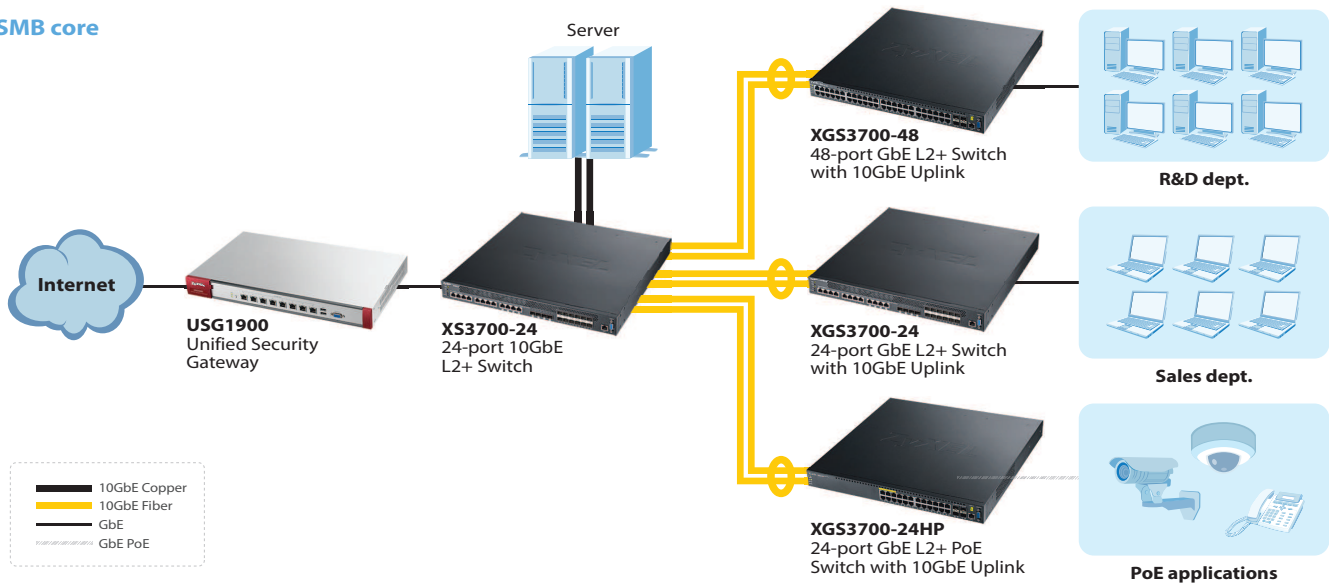 SMB core
Server
Internet
USG1900
Unified Security
Gateway
XS3700-24
24-port 10GbE
L2+ Switch
XGS3700-48
48-port GbE L2+ Switch
with 10GbE Uplink
R&D dept.
XGS3700-24
24-port GbE L2+ Switch
with 10GbE Uplink
Sales dept.
XGS3700-24HP
24-port GbE L2+ PoE
Switch with 10GbE Uplink
PoE applications
10GbE Copper
10GbE Fiber
GbE
GbE PoE